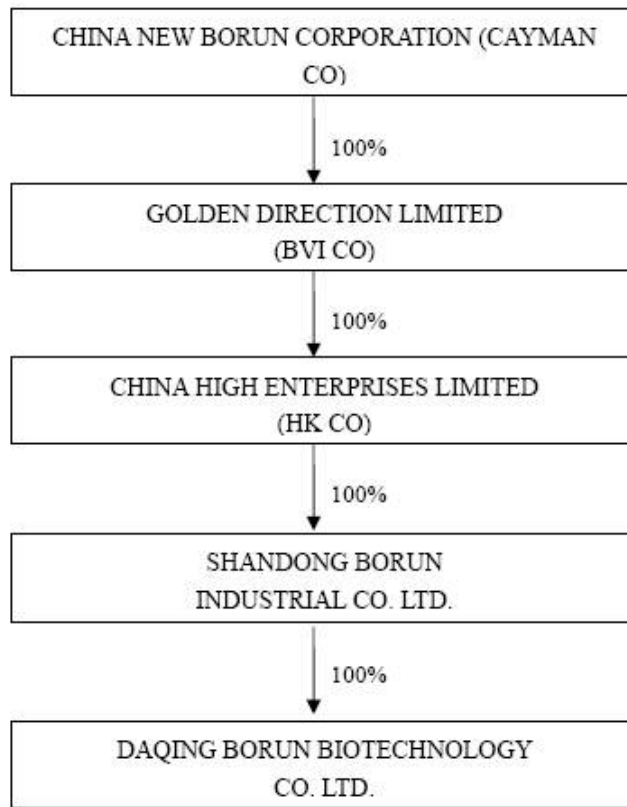 CHINA NEW BORUN CORPORATION (CAYMAN
CO)
100%
GOLDEN DIRECTION LIMITED
(BVI CO)
100%
CHINA HIGH ENTERPRISES LIMITED
(HK CO)
100%
SHANDONG BORUN
INDUSTRIAL CO. LTD.
100%
DAQING BORUN BIOTECHNOLOGY
CO. LTD.